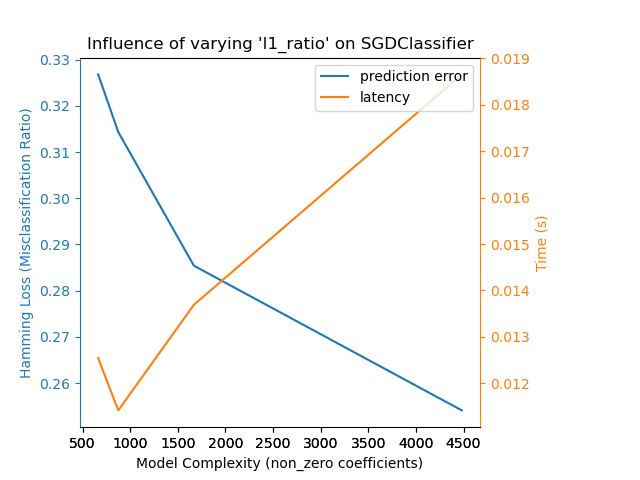 Influence of varying 'l1_ratio' on SGDClassifier
prediction error
latency
0.33
0.32
0.31
0.30
0.29
0.28
0.27
0.26
Hamming Loss (Misclassification Ratio)
0.019
0.018
0.017
0.016
0.015
0.014
0.013
0.012
Time (s)
500 1000 1500 2000 2500 3000 3500 4000 4500
Model Complexity (non_zero coefficients)